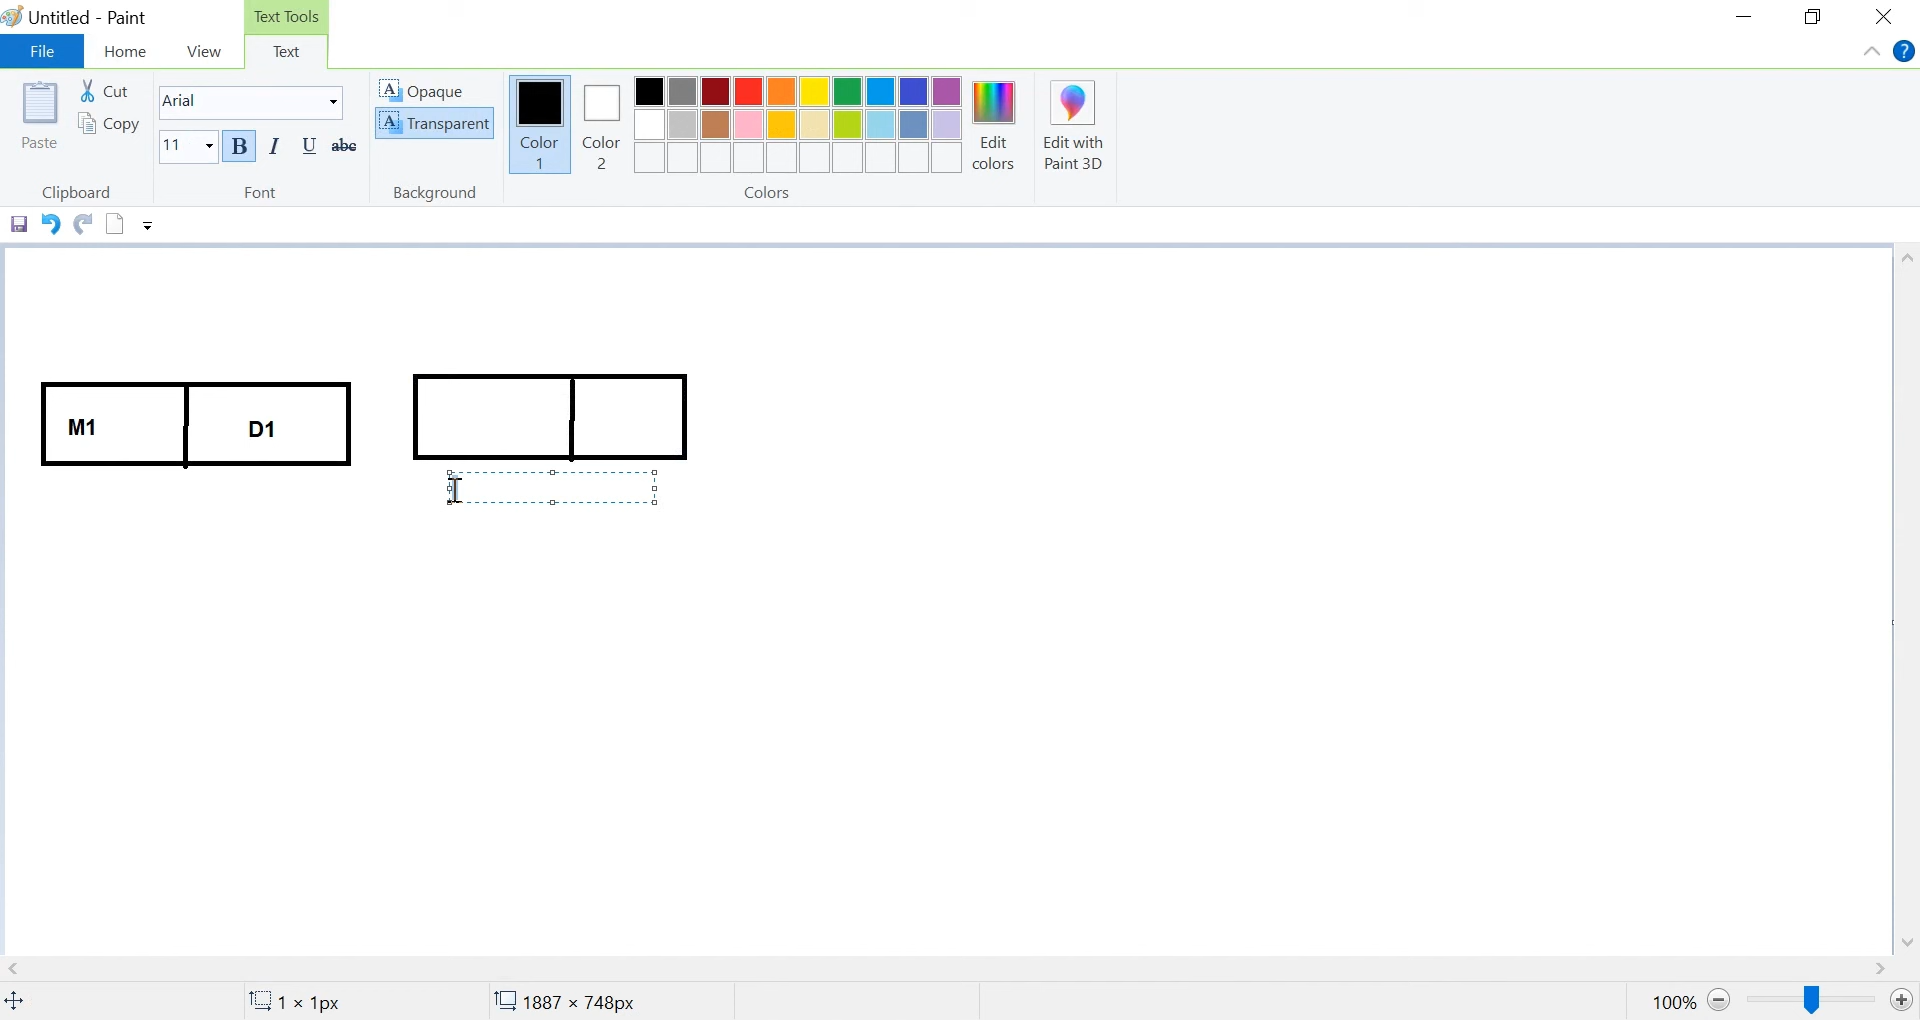 Untitled - Paint
Text Tools
File
Home
View
Text
?
Paste
Cut
Copy
Clipboard
Arial
11
B
I
U
abc
Font
A Opaque
A Transparent
Background
Color 1
Color 2
Edit colors
Colors
Edit with Paint 3D
M1
D1
1 × 1px
1887 × 748px
100%